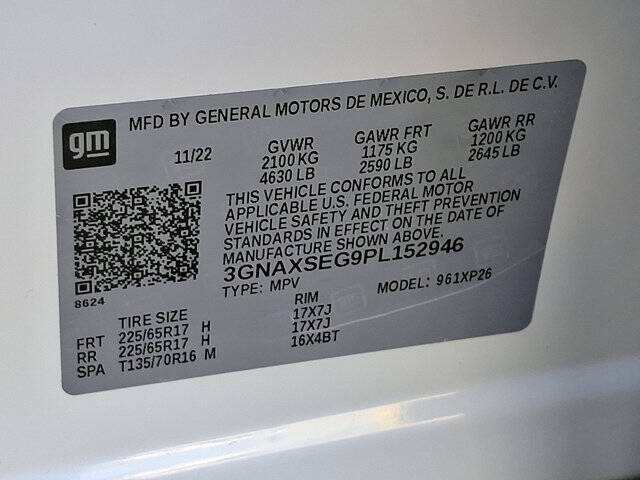 gm
MFD BY GENERAL MOTORS DE MEXICO, S. DE R.L. DE C.V.
11/22 GVWR GAWR FRT GAWR RR
2100 KG 1175 KG 1200 KG
4630 LB 2590 LB 2645 LB
THIS VEHICLE CONFORMS TO ALL
APPLICABLE U.S. FEDERAL MOTOR
VEHICLE SAFETY AND THEFT PREVENTION
STANDARDS IN EFFECT ON THE DATE OF
MANUFACTURE SHOWN ABOVE.
3GNAXSEG9PL152946
TYPE: MPV MODEL: 961XP26
8624
TIRE SIZE RIM
FRT 225/65R17 H 17X7J
RR 225/65R17 H 17X7J
SPA T135/70R16 M 16X4BT